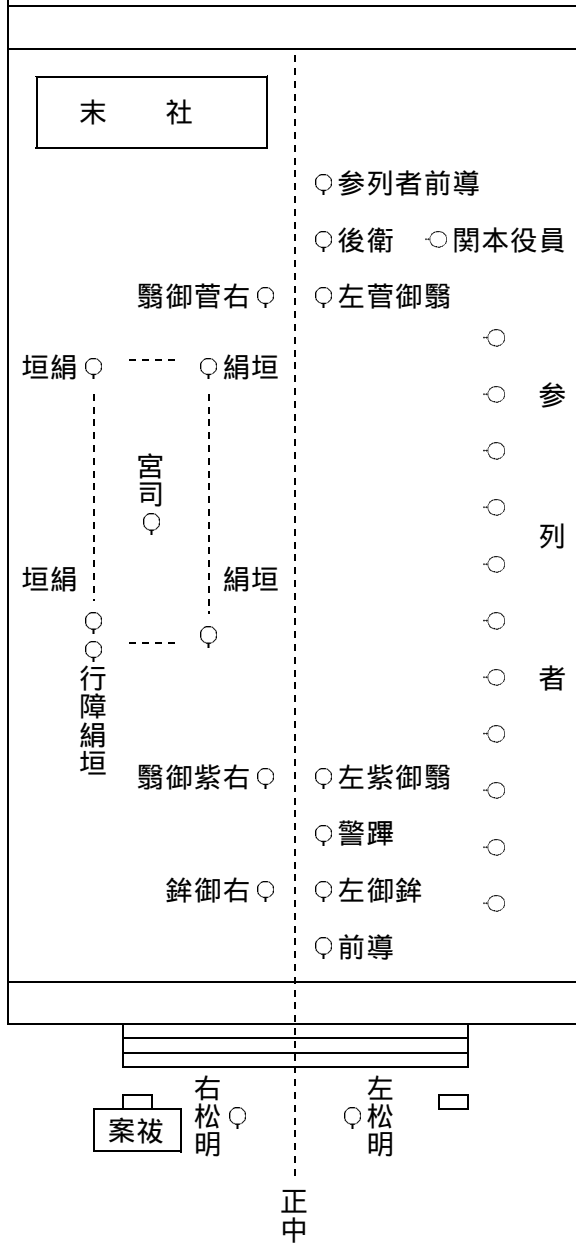 末社
参列者前導
後衛
関本役員
翳御菅右
左菅御翳
垣絹
絹垣
参列者
宮司
垣絹
絹垣
行障絹垣
翳御紫右
左紫御翳
警蹕
鉾御右
左御鉾
前導
右松明
左松明
案祓
正中